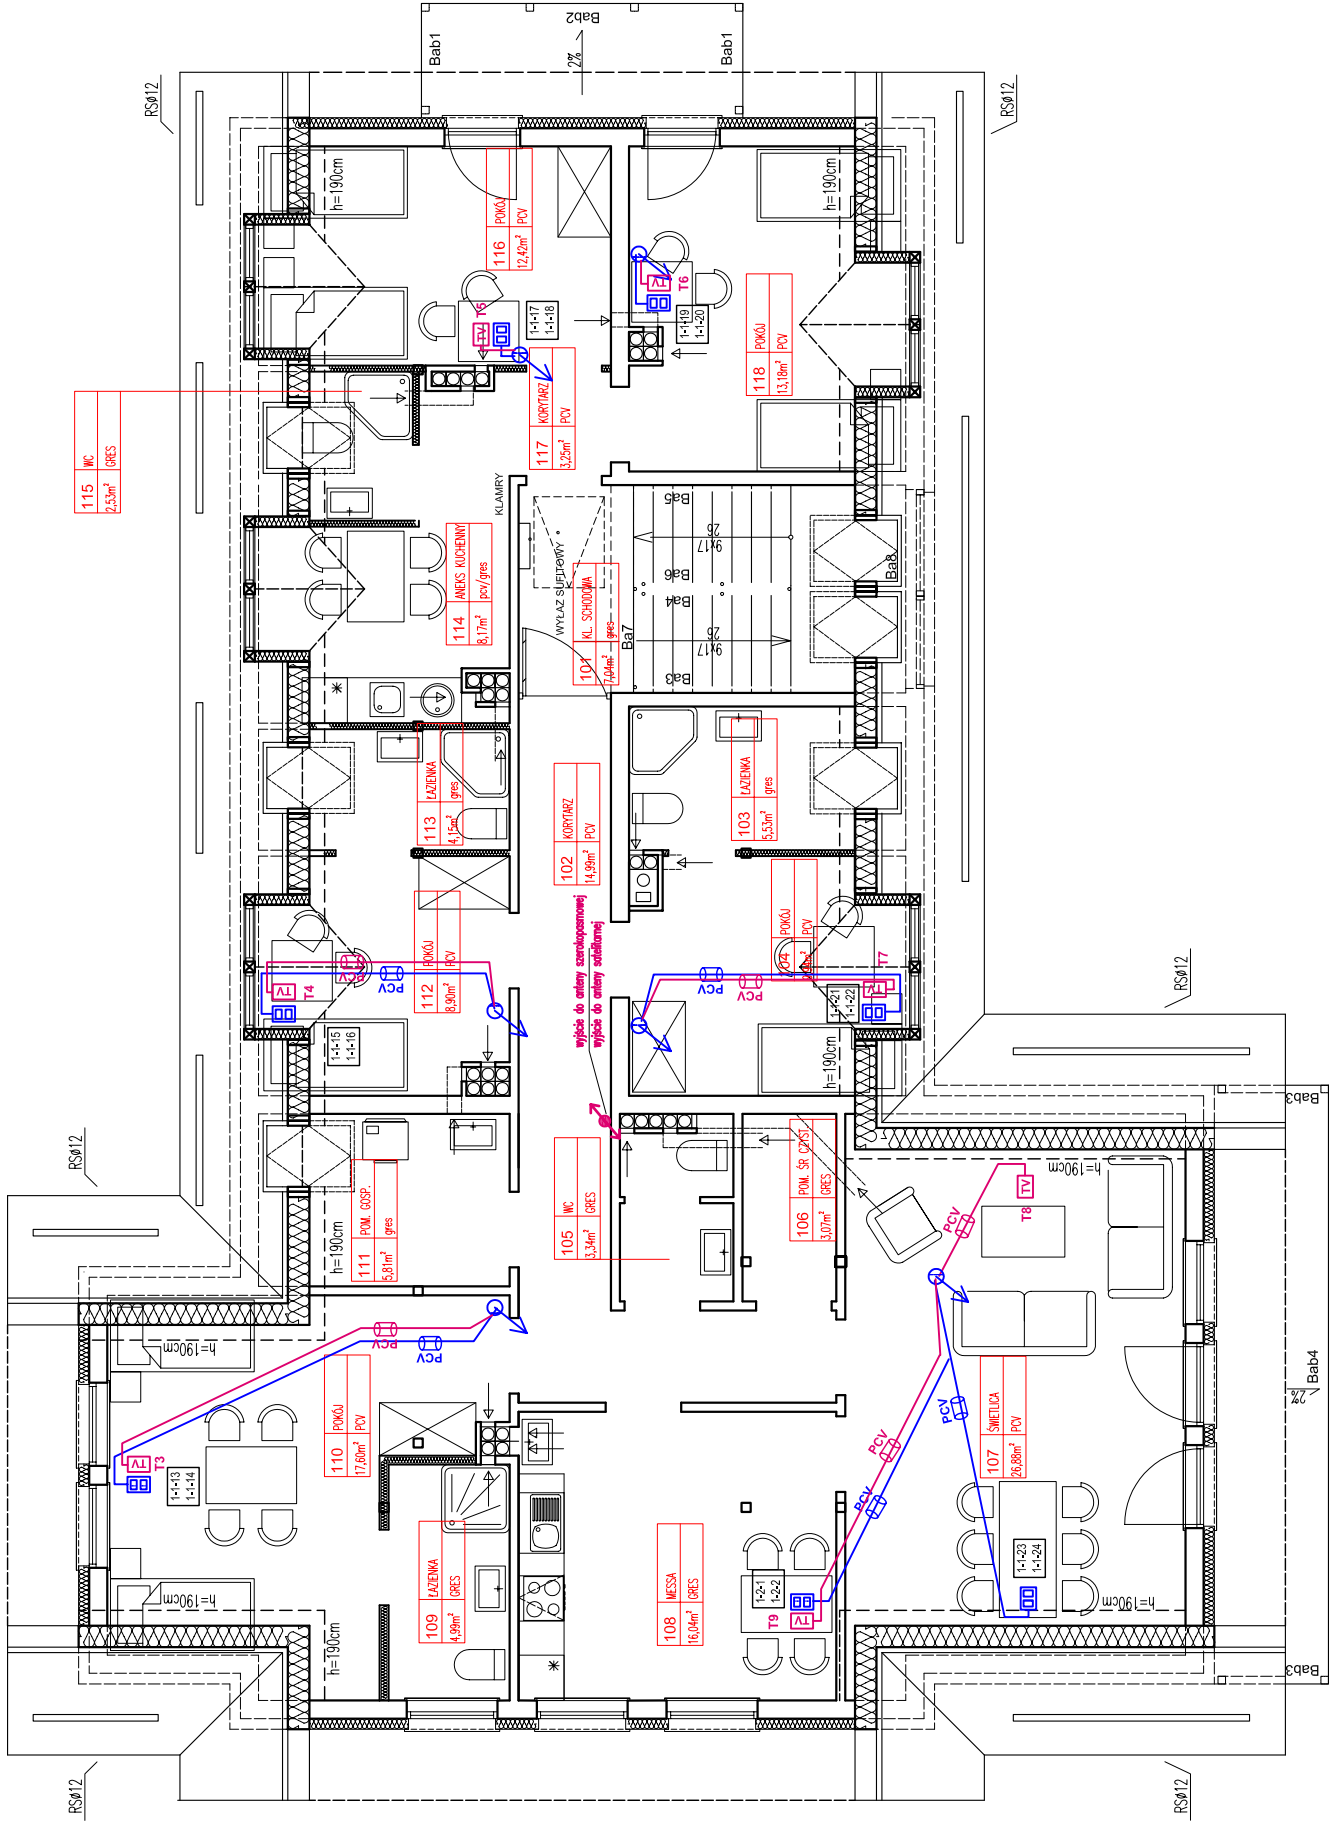 Bab1
Bab2
2%
Bab1
RSø12
RSø12
h=190cm
116 POKÓJ
12,42m² PCV
h=190cm
TV
T5
1-1-17
1-1-18
TV
T6
1-1-19
1-1-20
118 POKÓJ
13,18m² PCV
117 KORYTARZ
3,25m² PCV
115 WC
2,53m² GRES
KLAMRY
114 ANEKS KUCHENNY
8,17m² pcv/gres
WYŁAZ SUFITOWY
101 KL. SCHODOWA
7,04m² gres
Ba5
9x17
26
Ba6
Ba4
9x17
26
Ba3
Ba7
Ba8
113 ŁAZIENKA
4,15m² gres
102 KORYTARZ
14,99m² PCV
103 ŁAZIENKA
5,53m² gres
112 POKÓJ
8,90m² PCV
104 POKÓJ
PCV
wyjście do anteny szerokopasmowej
wyjście do anteny satelitarnej
PCV
PCV
TV
T4
1-1-15
1-1-16
PCV
PCV
TV
T7
1-1-21
1-1-22
h=190cm
RSø12
RSø12
111 POM. GOSP.
5,81m² gres
h=190cm
105 WC
3,34m² GRES
106 POM. ŚR CZYST
3,07m² GRES
h=190cm
TV
T8
PCV
Bab3
h=190cm
PCV
PCV
110 POKÓJ
17,60m² PCV
TV
T3
1-1-13
1-1-14
h=190cm
h=190cm
109 ŁAZIENKA
4,99m² GRES
108 MESSA
16,04m² GRES
1-2-1
1-2-2
TV
T9
PCV
PCV
PCV
107 ŚWIETLICA
26,88m² PCV
1-1-23
1-1-24
h=190cm
2%
Bab4
Bab3
RSø12
RSø12